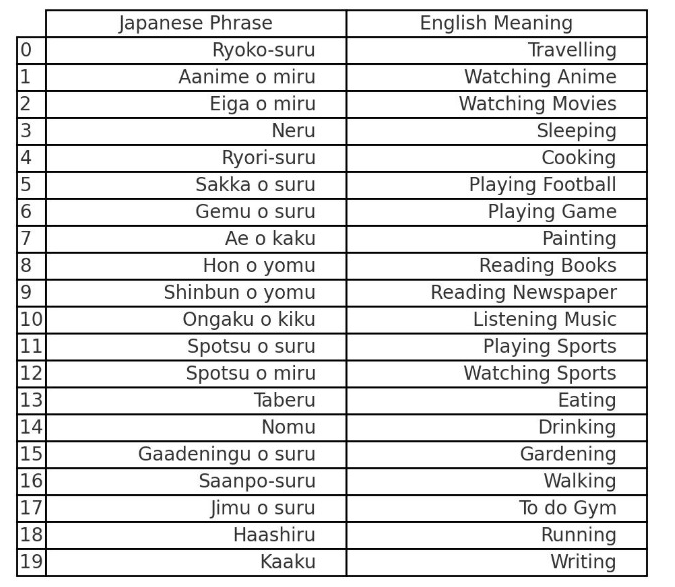 Japanese Phrase English Meaning
0 Ryoko-suru Travelling
1 Aanime o miru Watching Anime
2 Eiga o miru Watching Movies
3 Neru Sleeping
4 Ryori-suru Cooking
5 Sakka o suru Playing Football
6 Gemu o suru Playing Game
7 Ae o kaku Painting
8 Hon o yomu Reading Books
9 Shinbun o yomu Reading Newspaper
10 Ongaku o kiku Listening Music
11 Spotsu o suru Playing Sports
12 Spotsu o miru Watching Sports
13 Taberu Eating
14 Nomu Drinking
15 Gaadeningu o suru Gardening
16 Saanpo-suru Walking
17 Jimu o suru To do Gym
18 Haashiru Running
19 Kaaku Writing